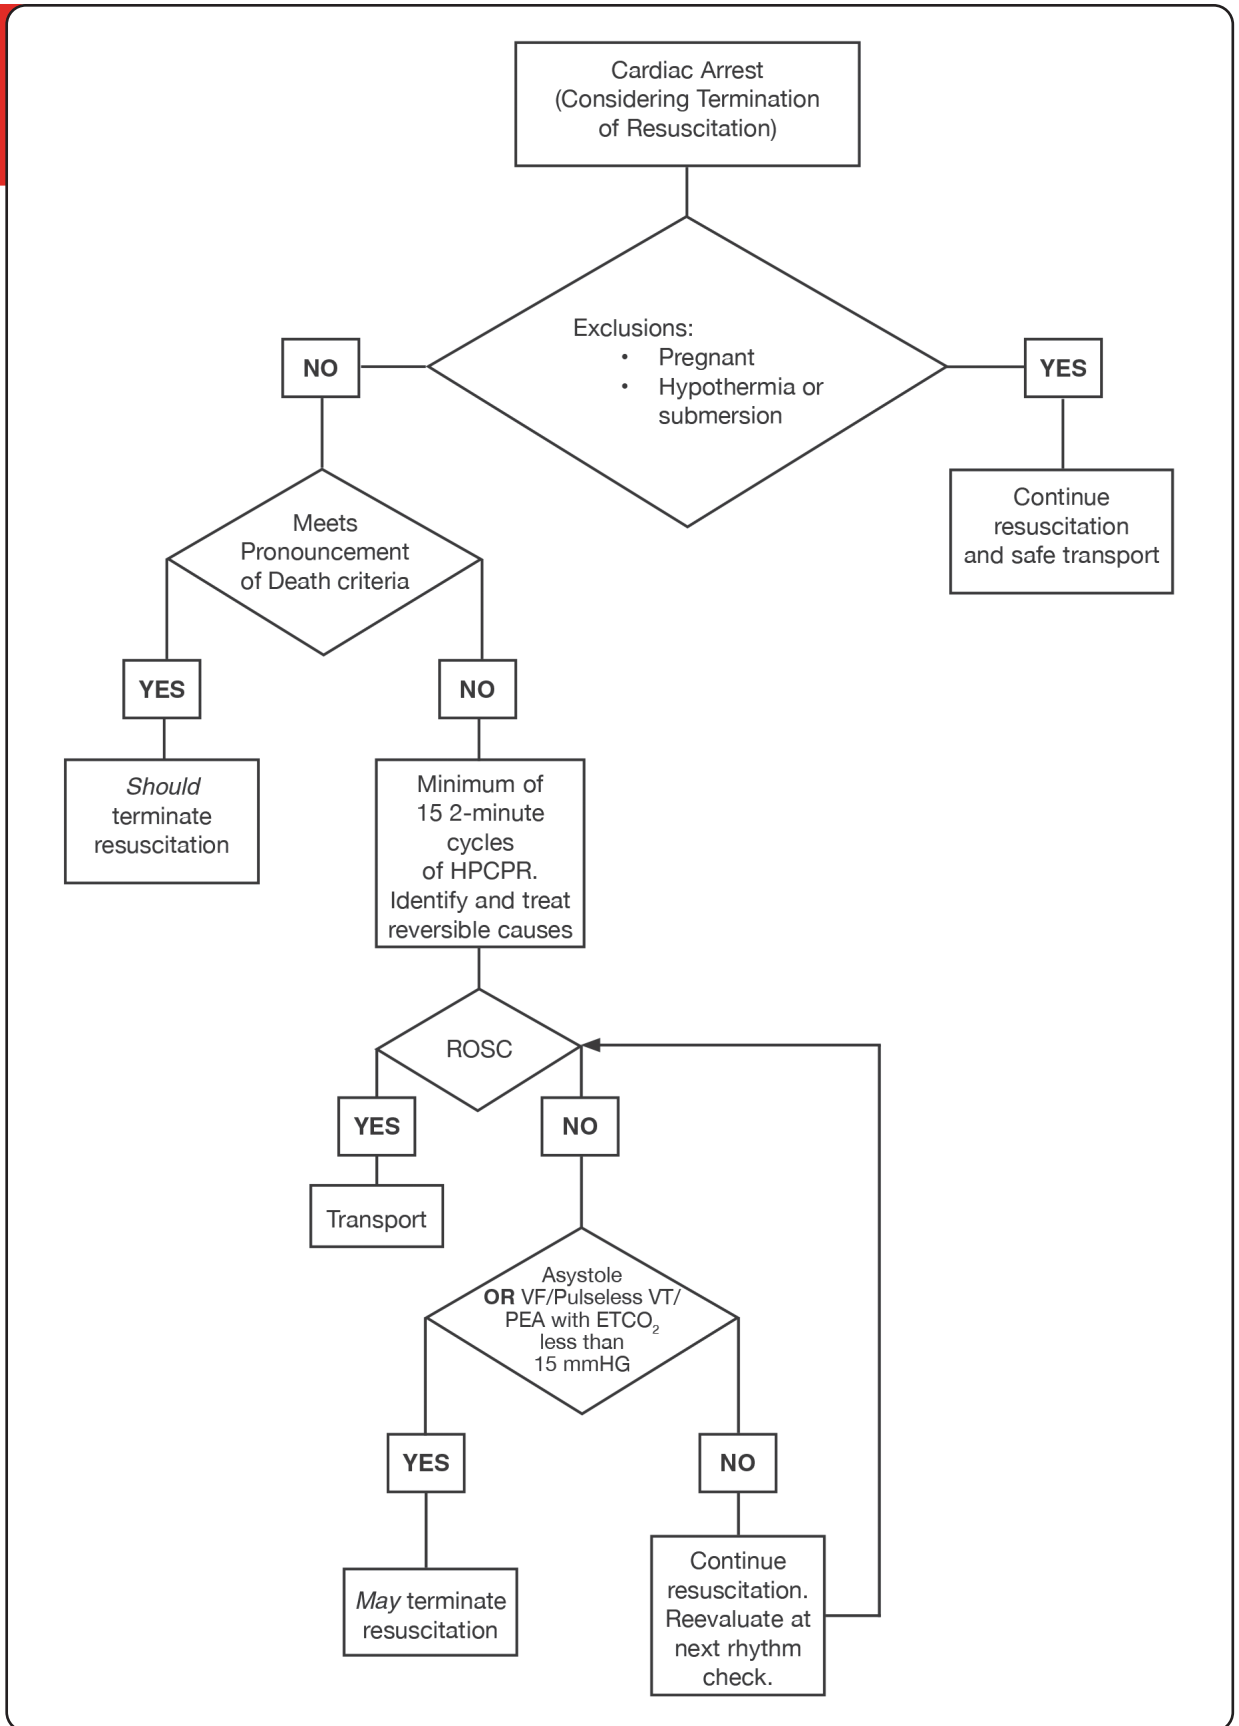 Cardiac Arrest
(Considering Termination
of Resuscitation)
Exclusions:
• Pregnant
• Hypothermia or
submersion
NO
YES
Continue
resuscitation
and safe transport
Meets
Pronouncement
of Death criteria
YES
NO
Should
terminate
resuscitation
Minimum of
15 2-minute
cycles
of HPCPR.
Identify and treat
reversible causes
ROSC
YES
NO
Transport
Asystole
OR VF/Pulseless VT/
PEA with ETCO₂
less than
15 mmHG
YES
NO
May terminate
resuscitation
Continue
resuscitation.
Reevaluate at
next rhythm
check.